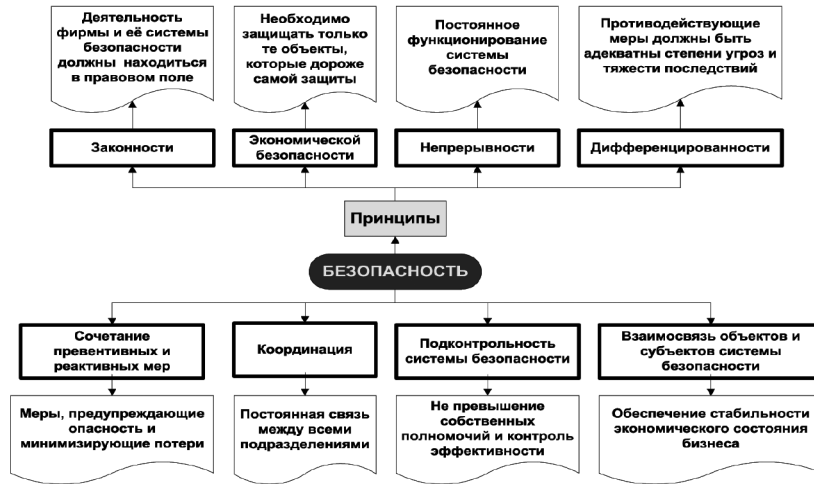 Деятельность
фирмы и её системы
безопасности
должны находиться
в правовом поле
Необходимо
защищать только
те объекты,
которые дороже
самой защиты
Постоянное
функционирование
системы
безопасности
Противодействующие
меры должны быть
адекватны степени угроз и
тяжести последствий
Законности
Экономической
безопасности
Непрерывности
Дифференцированности
Принципы
БЕЗОПАСНОСТЬ
Сочетание
превентивных и
реактивных мер
Координация
Подконтрольность
системы безопасности
Взаимосвязь объектов и
субъектов системы
безопасности
Меры, предупреждающие
опасность и
минимизирующие потери
Постоянная связь
между всеми
подразделениями
Не превышение
собственных
полномочий и контроль
эффективности
Обеспечение стабильности
экономического состояния
бизнеса